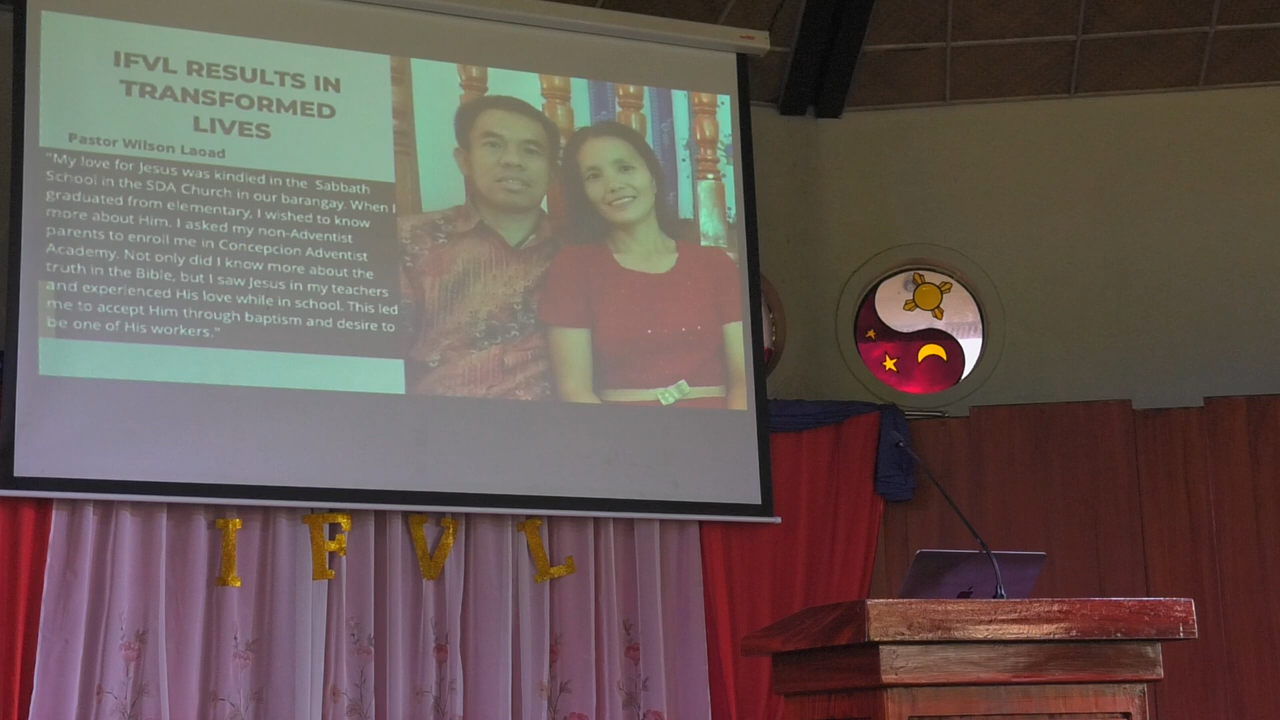 IFVL RESULTS IN
TRANSFORMED
LIVES
Pastor Wilson Laoad
"My love for Jesus was kindled in the Sabbath
School in the SDA Church in our barangay. When I
graduated from elementary, I wished to know
more about Him. I asked my non-Adventist
parents to enroll me in Concepcion Adventist
Academy. Not only did I know more about the
truth in the Bible, but I saw Jesus in my teachers
and experienced His love while in school. This led
me to accept Him through baptism and desire to
be one of His workers."
IFVL